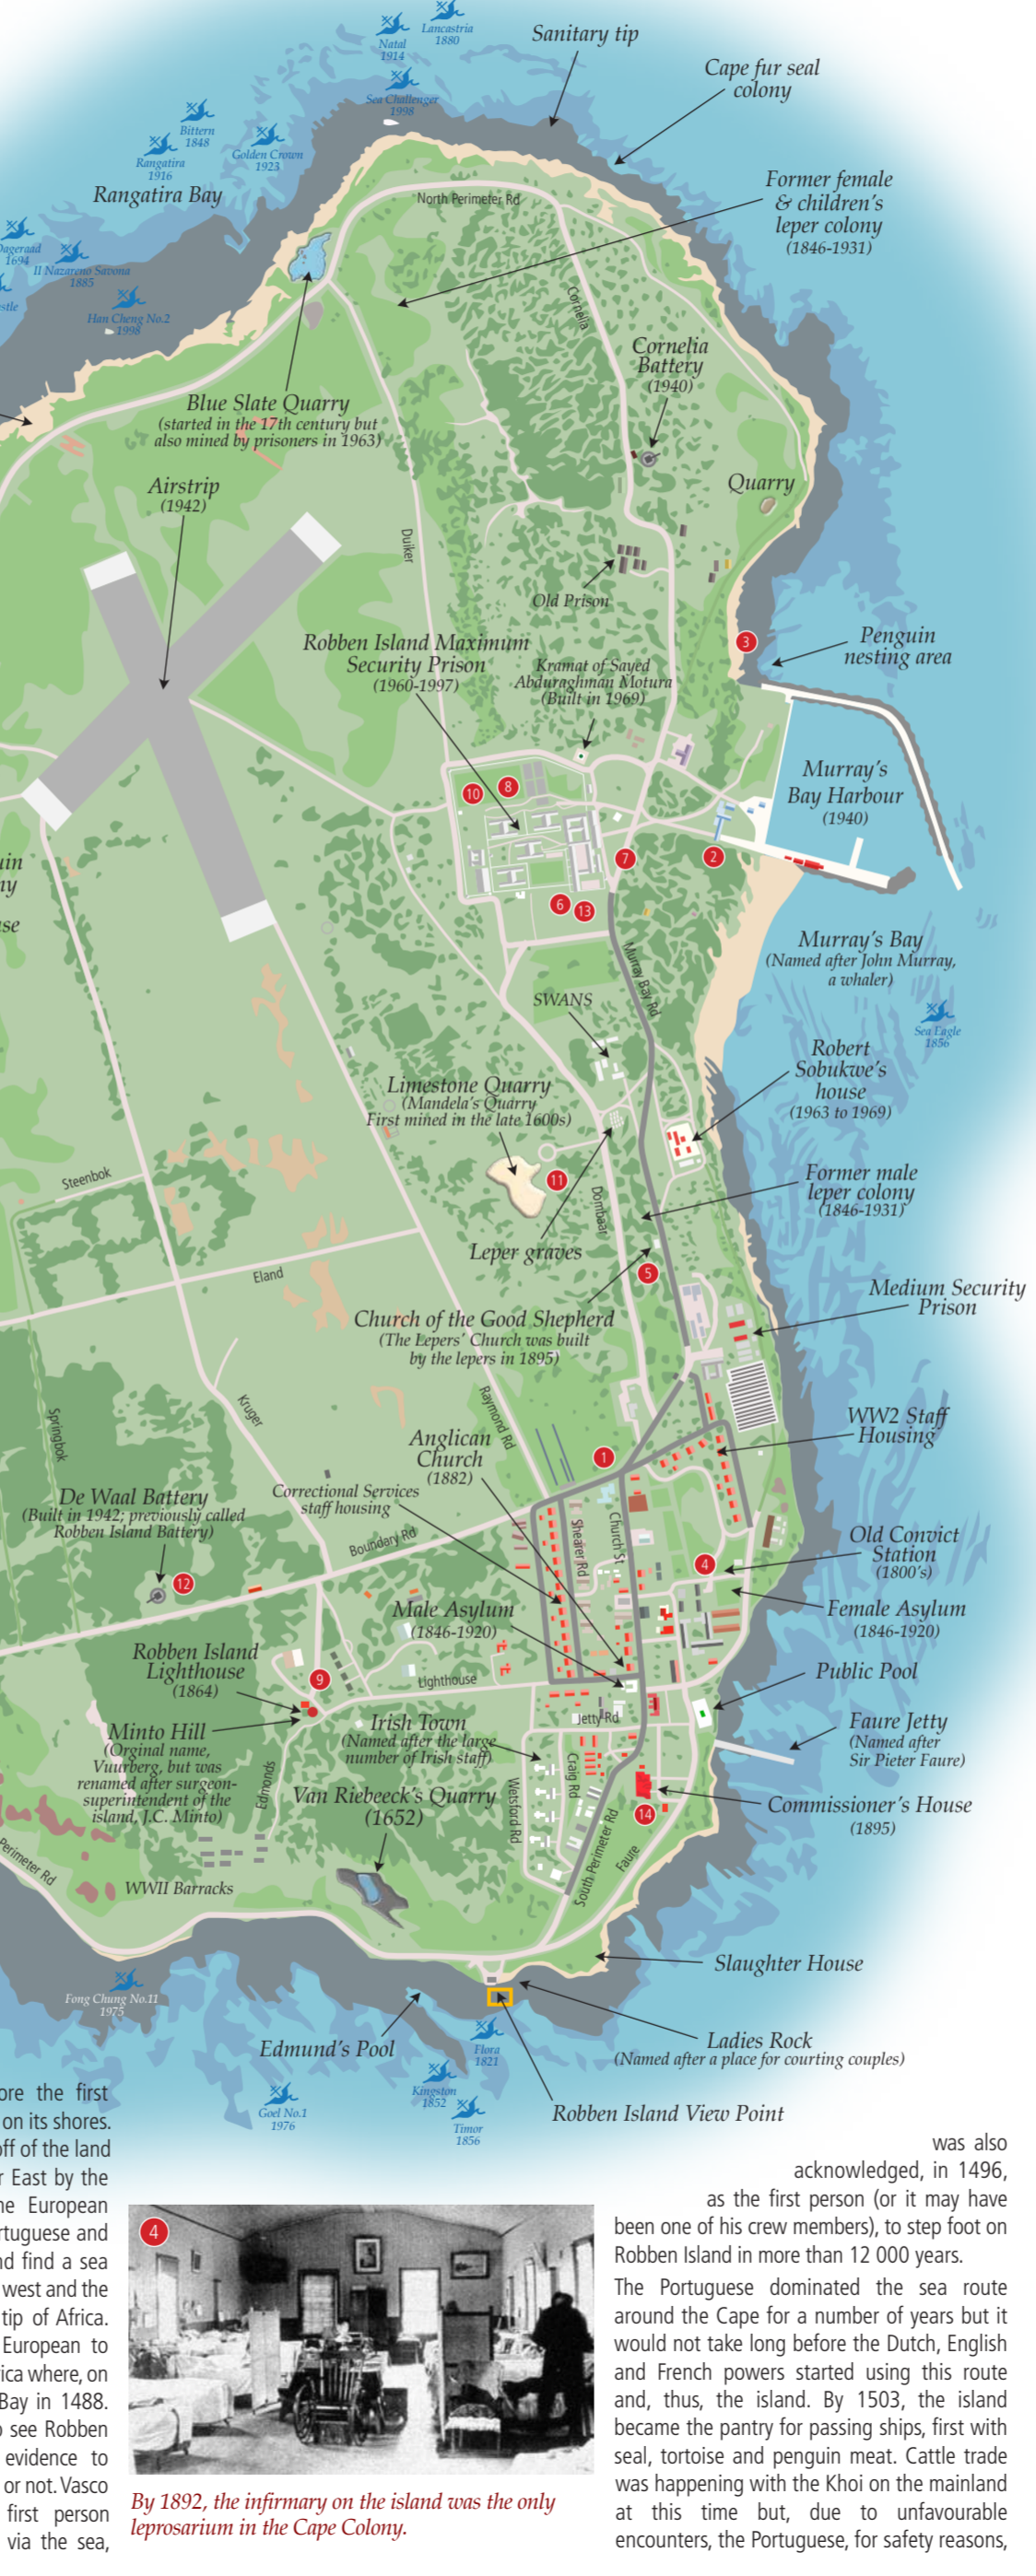 Sanitary tip
Natal
1914
Lancastria
1880
Sea Challenger
1998
Cape fur seal
colony
Bittern
1848
Rangatira
1916
Golden Crown
1923
Rangatira Bay
Former female
& children's
leper colony
(1846-1931)
North Perimeter Rd
1694
II Nazareno Savona
1885
Han Cheng No.2
1998
Cornelia
Cornelia
Battery
(1940)
Blue Slate Quarry
(started in the 17th century but
also mined by prisoners in 1963)
Quarry
Airstrip
(1942)
Duiker
Old Prison
Robben Island Maximum
Security Prison
(1960-1997)
Kramat of Sayed
Abduraghman Motura
(Built in 1969)
3
Penguin
nesting area
Murray's
Bay Harbour
(1940)
10
8
7
2
6
13
Murray's Bay
(Named after John Murray,
a whaler)
Murray Bay Rd
SWANS
Sea Eagle
1856
Robert
Sobukwe's
house
(1963 to 1969)
Limestone Quarry
(Mandela's Quarry
First mined in the late 1600s)
11
Steenbok
Dombaar
Former male
leper colony
(1846-1931)
Leper graves
5
Eland
Medium Security
Prison
Church of the Good Shepherd
(The Lepers' Church was built
by the lepers in 1895)
Kruger
Raymond Rd
Springbok
WW2 Staff
Housing
Anglican
Church
(1882)
1
Correctional Services
staff housing
De Waal Battery
(Built in 1942; previously called
Robben Island Battery)
Boundary Rd
Shearer Rd
Church St
Old Convict
Station
(1800's)
12
4
Male Asylum
(1846-1920)
Female Asylum
(1846-1920)
Robben Island
Lighthouse
(1864)
9
Lighthouse
Public Pool
Minto Hill
(Orginal name,
Vuurberg, but was
renamed after surgeon-
superintendent of the
island, J.C. Minto)
Irish Town
(Named after the large
number of Irish staff)
Jetty Rd
Faure Jetty
(Named after
Sir Pieter Faure)
Edmonds
Van Riebeeck's Quarry
(1652)
Wetsford Rd
Craig Rd
Commissioner's House
(1895)
14
South Perimeter Rd
Faure
Perimeter Rd
WWII Barracks
Slaughter House
Fong Chung No.11
1975
Edmund's Pool
Flora
1821
Ladies Rock
(Named after a place for courting couples)
Kingston
1852
Goel No.1
1976
Timor
1856
Robben Island View Point
ore the first
on its shores.
off of the land
r East by the
ne European
rtuguese and
nd find a sea
west and the
tip of Africa.
European to
rica where, on
Bay in 1488.
o see Robben
evidence to
or not. Vasco
first person
via the sea,
4
By 1892, the infirmary on the island was the only
leprosarium in the Cape Colony.
was also
acknowledged, in 1496,
as the first person (or it may have
been one of his crew members), to step foot on
Robben Island in more than 12 000 years.
The Portuguese dominated the sea route
around the Cape for a number of years but it
would not take long before the Dutch, English
and French powers started using this route
and, thus, the island. By 1503, the island
became the pantry for passing ships, first with
seal, tortoise and penguin meat. Cattle trade
was happening with the Khoi on the mainland
at this time but, due to unfavourable
encounters, the Portuguese, for safety reasons,